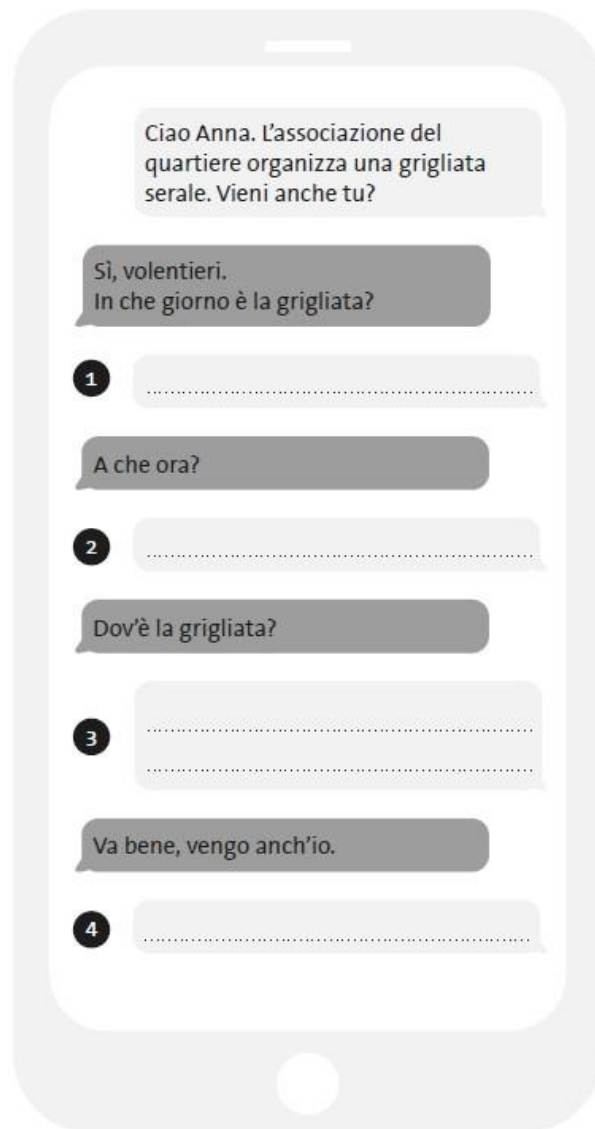 Ciao Anna. L'associazione del
quartiere organizza una grigliata
serale. Vieni anche tu?
Sì, volentieri.
In che giorno è la grigliata?
1
A che ora?
2
Dov'è la grigliata?
3
Va bene, vengo anch'io.
4